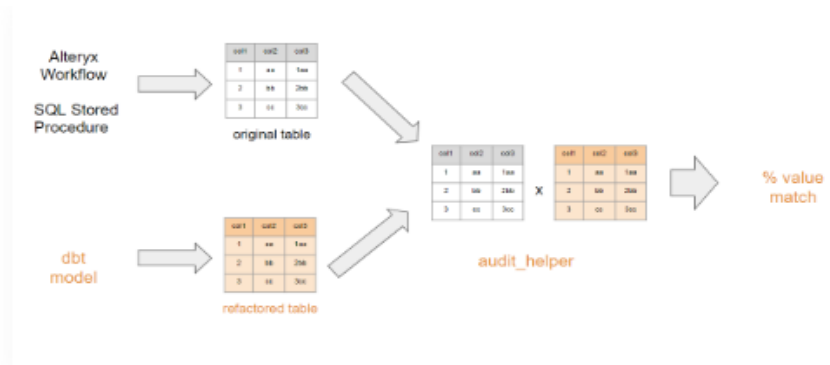 Alteryx
Workflow
SQL Stored
Procedure
col1 col2 col3
1 aa 1aa
2 bb 2bb
3 cc 3cc
original table
dbt
model
col1 col2 col3
1 aa 1aa
2 bb 2bb
3 cc 3cc
refactored table
col1 col2 col3
1 aa 1aa
2 bb 2bb
3 cc 3cc
x
col1 col2 col3
1 aa 1aa
2 bb 2bb
3 cc 3cc
audit_helper
% value
match